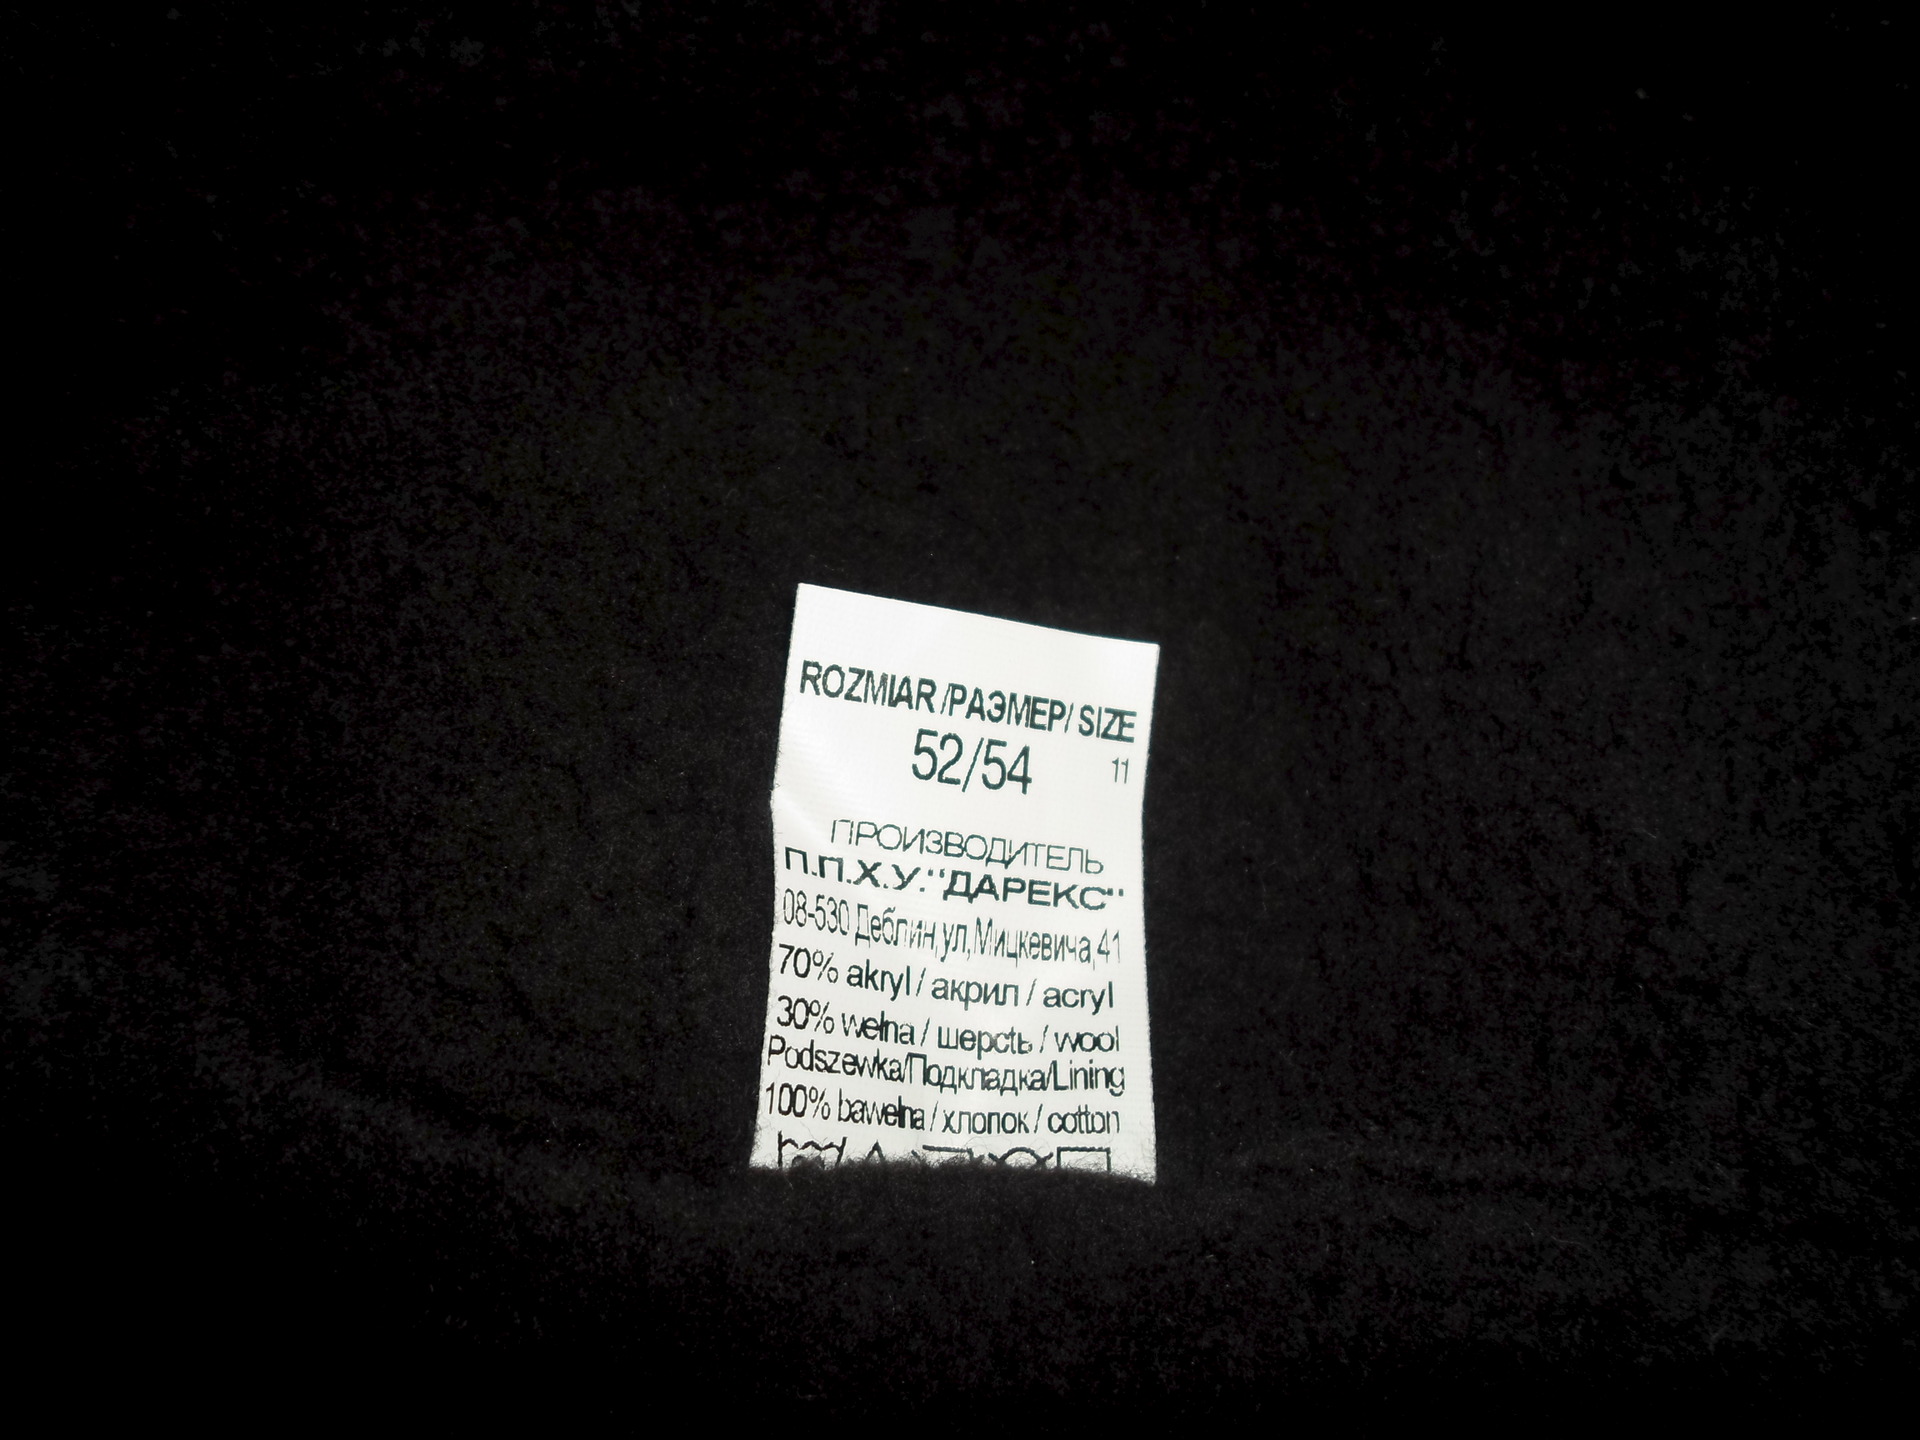 ROZMIAR /РАЭМЕР/ SIZE
52/54 11
ПРОИЗВОДИТЕЛЬ
П.П.Х.У."ДАРЕКС"
08-530 Деблин,ул,Мицкевича,41
70% akryl / акрил / acryl
30% wełna / шерсть / wool
Podszewka/Подкладка/Lining
100% bawełna / хлопок / cotton